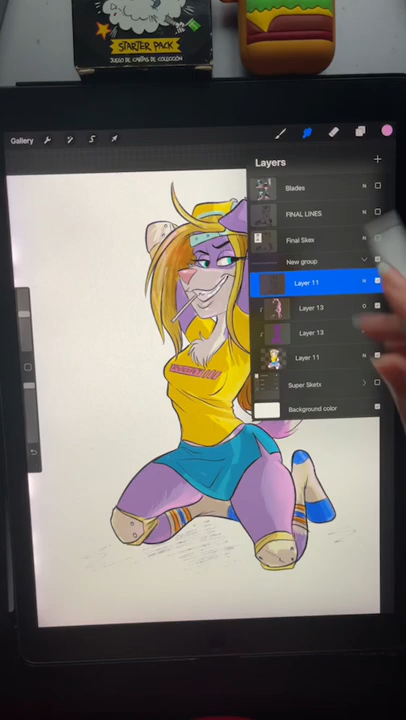 STARTER PACK
JUEGO DE CARTAS DE COLECCIÓN
Gallery
Layers
Blades
N
FINAL LINES
N
Final Skex
New group
Layer 11
N
Layer 13
O
Layer 13
N
Layer 11
N
Super Sketx
Background color